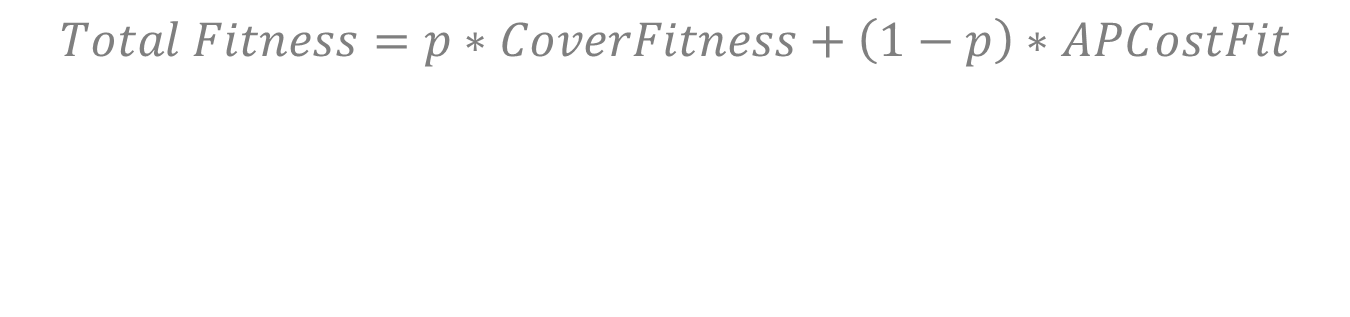 Total Fitness = p * CoverFitness + (1 − p) * APCostFit